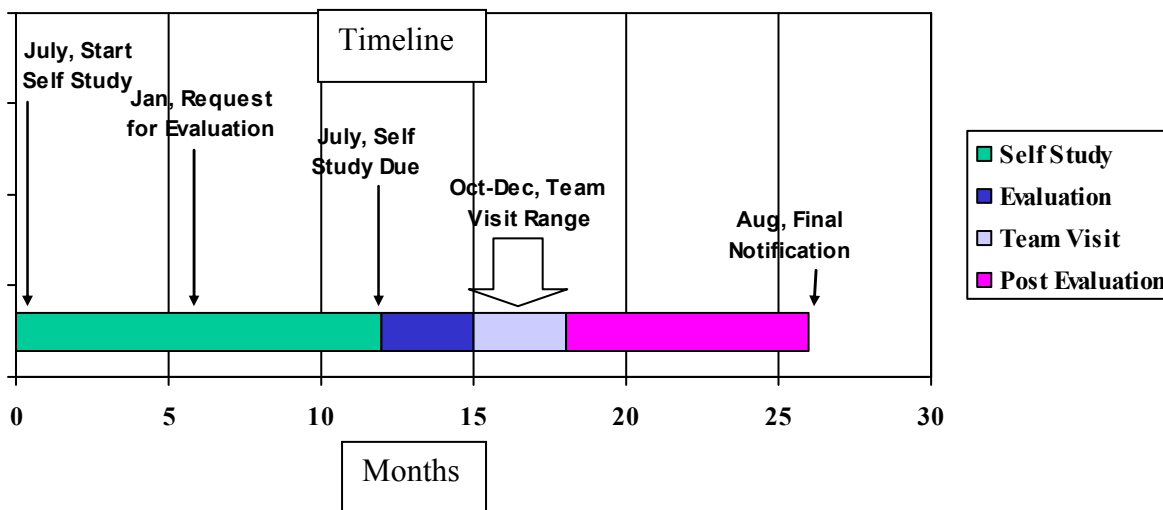 Timeline
July, Start
Self Study
Jan, Request
for Evaluation
July, Self
Study Due
Oct-Dec, Team
Visit Range
Aug, Final
Notification
Self Study
Evaluation
Team Visit
Post Evaluation
0 5 10 15 20 25 30
Months